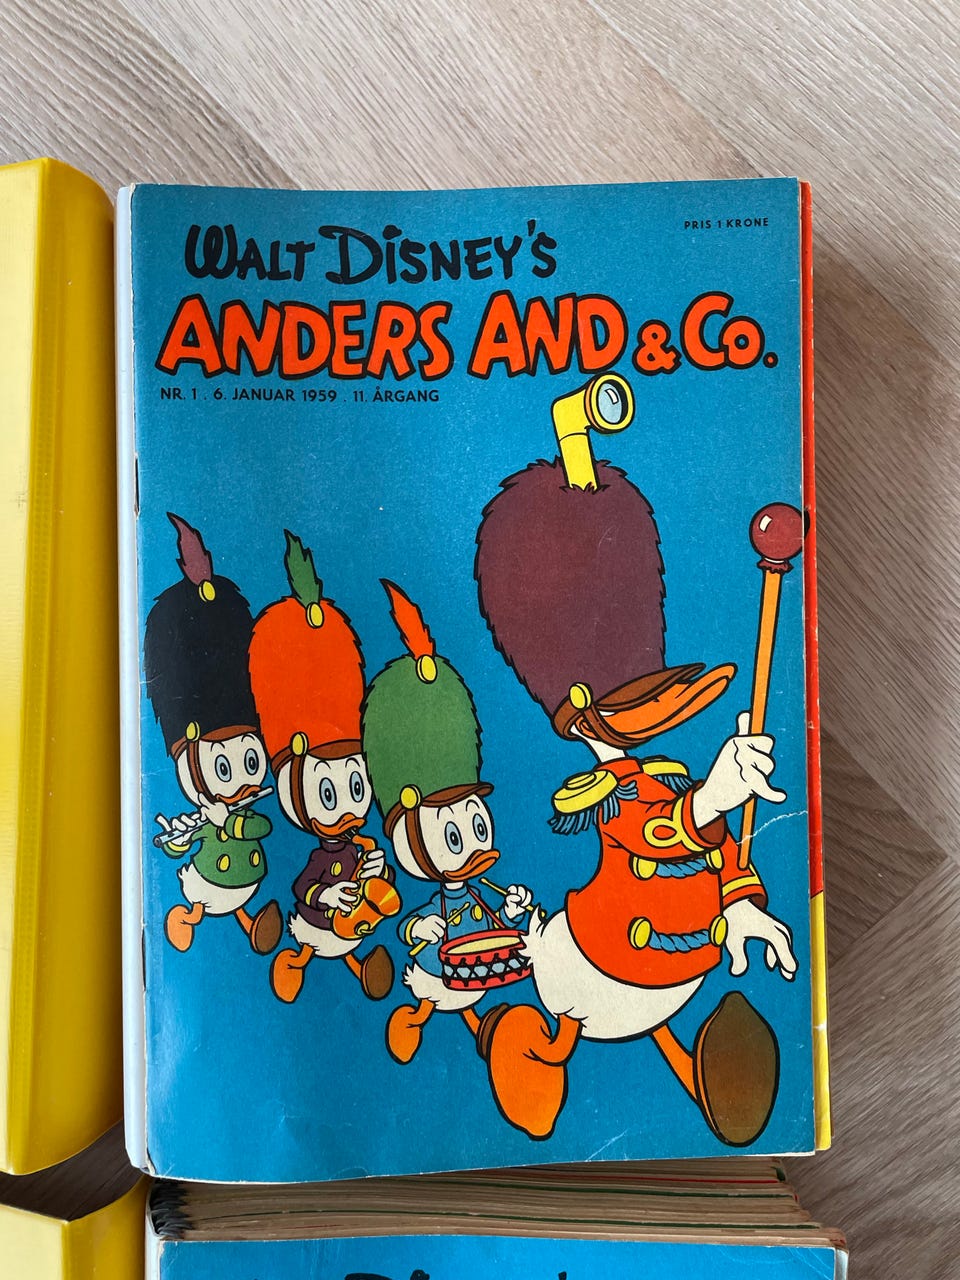 PRIS 1 KRONE
WALT DISNEY'S
ANDERS AND & Co.
NR. 1 . 6. JANUAR 1959 . 11. ÅRGANG